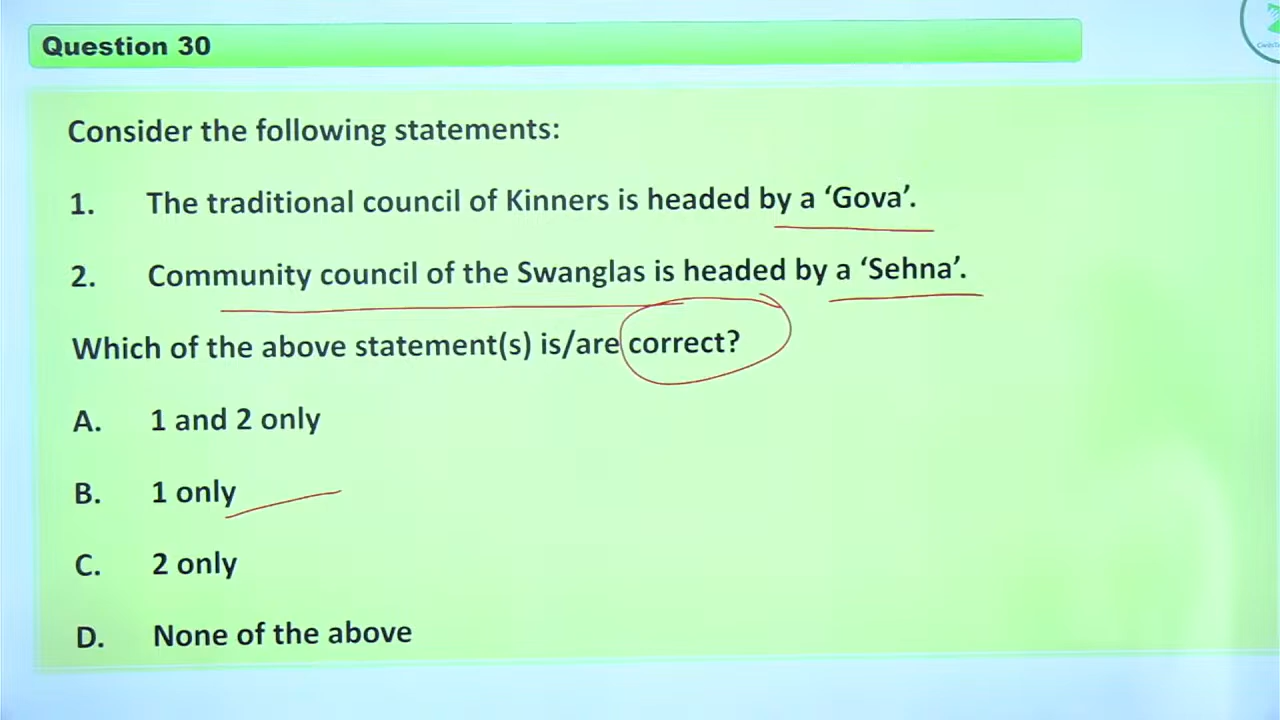 Question 30
Consider the following statements:
1. The traditional council of Kinners is headed by a ‘Gova’.
2. Community council of the Swanglas is headed by a ‘Sehna’.
Which of the above statement(s) is/are correct?
A. 1 and 2 only
B. 1 only
C. 2 only
D. None of the above